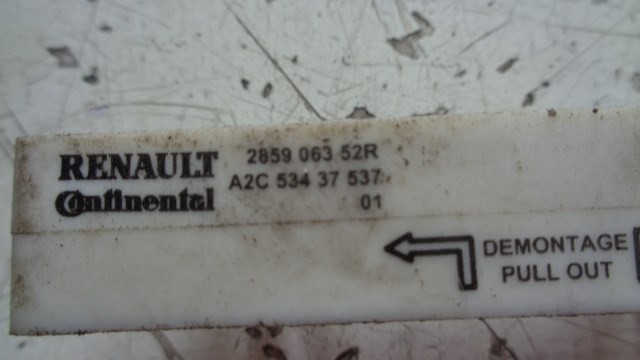 RENAULT 2859 063 52R
Continental A2C 534 37 537
01
DEMONTAGE
PULL OUT